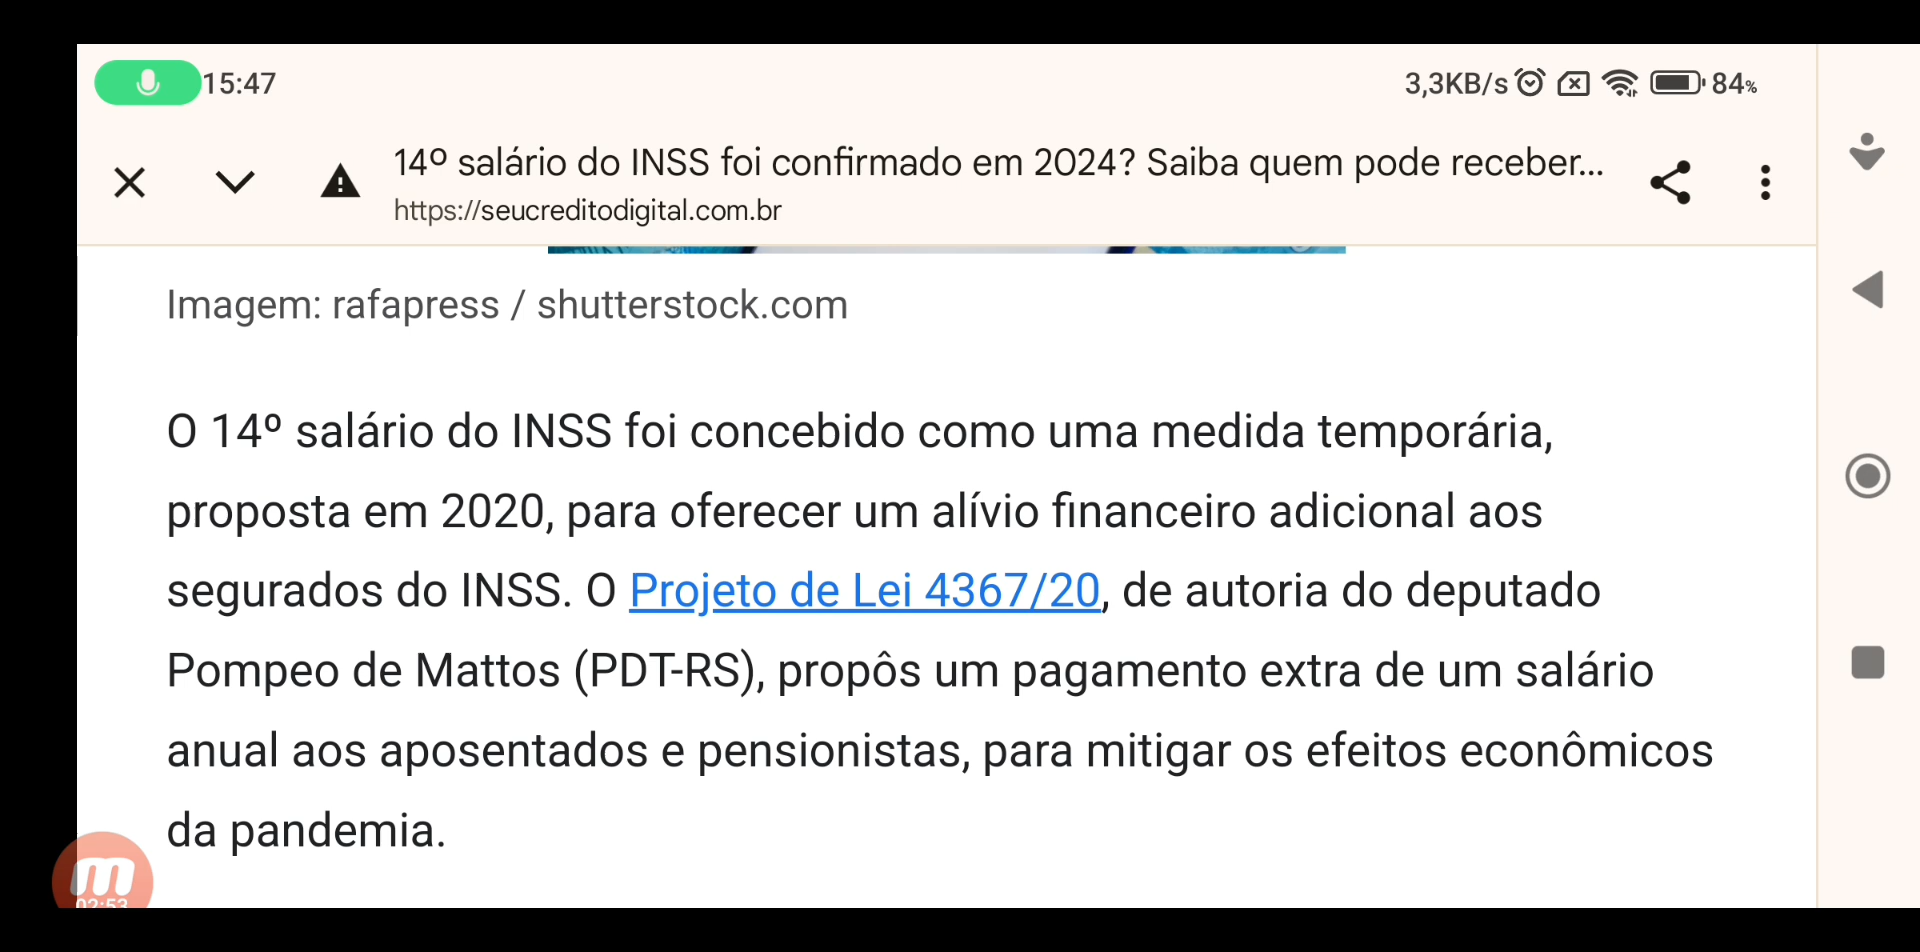 15:47
3,3KB/s 84%
14º salário do INSS foi confirmado em 2024? Saiba quem pode receber...
https://seucreditodigital.com.br
Imagem: rafapress / shutterstock.com
O 14º salário do INSS foi concebido como uma medida temporária,
proposta em 2020, para oferecer um alívio financeiro adicional aos
segurados do INSS. O Projeto de Lei 4367/20, de autoria do deputado
Pompeo de Mattos (PDT-RS), propôs um pagamento extra de um salário
anual aos aposentados e pensionistas, para mitigar os efeitos econômicos
da pandemia.
m
02:53